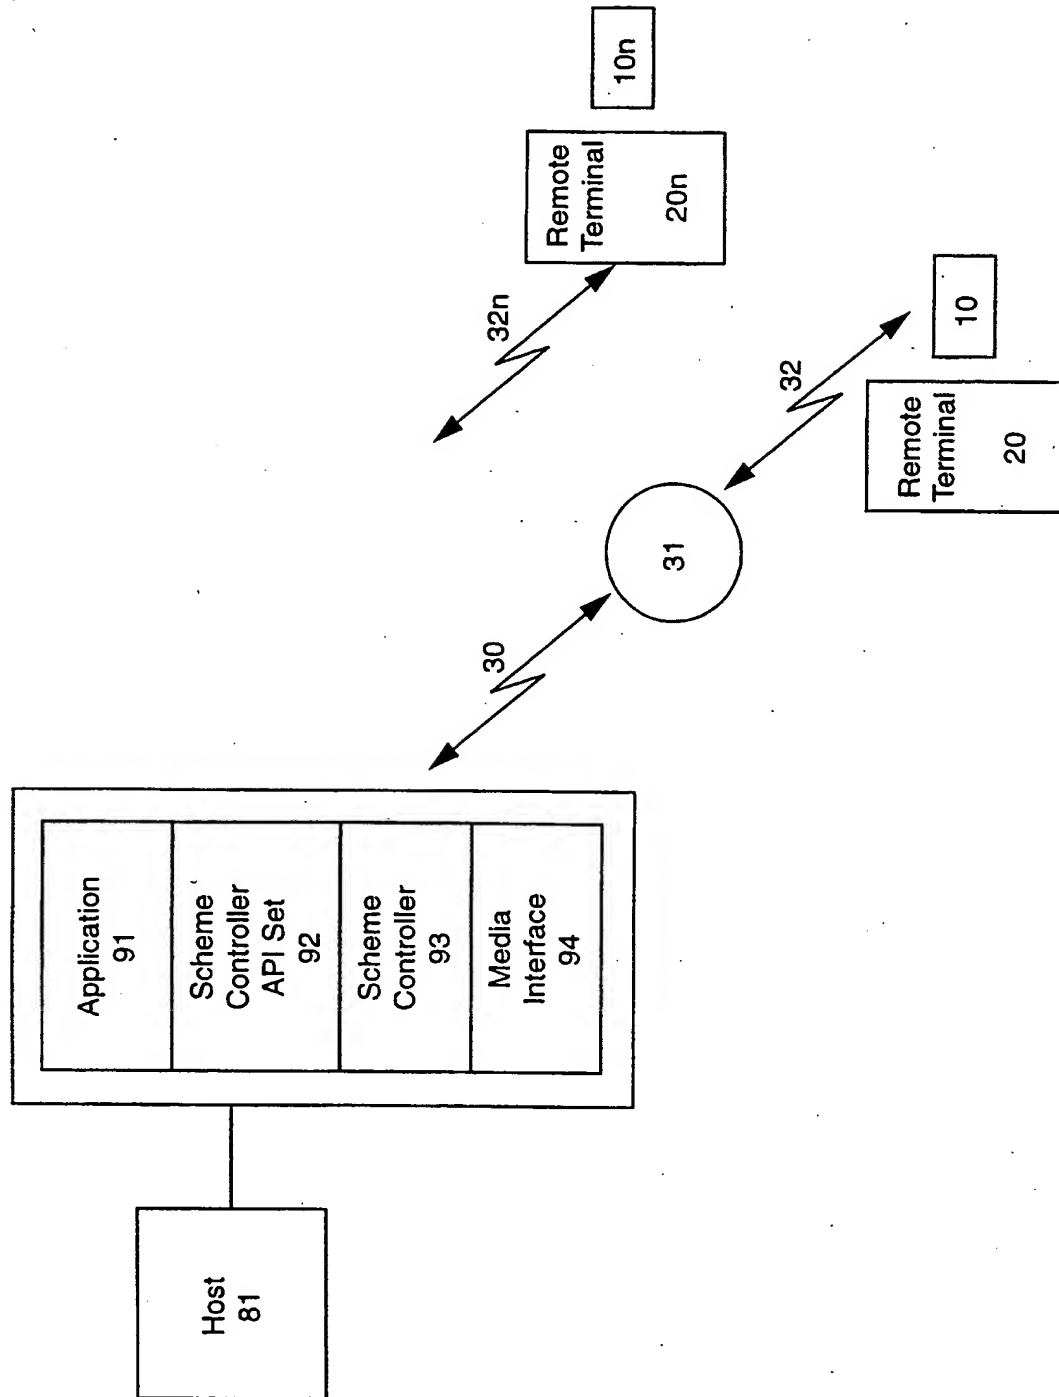 Host
81
Application
91
Scheme
Controller
API Set
92
Scheme
Controller
93
Media
Interface
94
30
31
32n
32
Remote
Terminal
20n
10n
Remote
Terminal
20
10